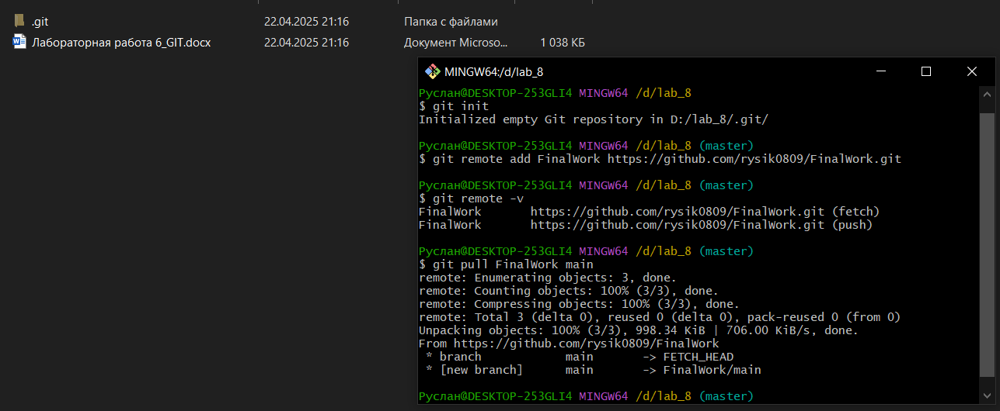 .git 22.04.2025 21:16 Папка с файлами
Лабораторная работа 6_GIT.docx 22.04.2025 21:16 Документ Microso... 1 038 КБ
MINGW64:/d/lab_8
Руслан@DESKTOP-253GLI4 MINGW64 /d/lab_8
$ git init
Initialized empty Git repository in D:/lab_8/.git/
Руслан@DESKTOP-253GLI4 MINGW64 /d/lab_8 (master)
$ git remote add FinalWork https://github.com/rysik0809/FinalWork.git
Руслан@DESKTOP-253GLI4 MINGW64 /d/lab_8 (master)
$ git remote -v
FinalWork https://github.com/rysik0809/FinalWork.git (fetch)
FinalWork https://github.com/rysik0809/FinalWork.git (push)
Руслан@DESKTOP-253GLI4 MINGW64 /d/lab_8 (master)
$ git pull FinalWork main
remote: Enumerating objects: 3, done.
remote: Counting objects: 100% (3/3), done.
remote: Compressing objects: 100% (3/3), done.
remote: Total 3 (delta 0), reused 0 (delta 0), pack-reused 0 (from 0)
Unpacking objects: 100% (3/3), 998.34 KiB | 706.00 KiB/s, done.
From https://github.com/rysik0809/FinalWork
* branch main -> FETCH_HEAD
* [new branch] main -> FinalWork/main
Руслан@DESKTOP-253GLI4 MINGW64 /d/lab_8 (master)